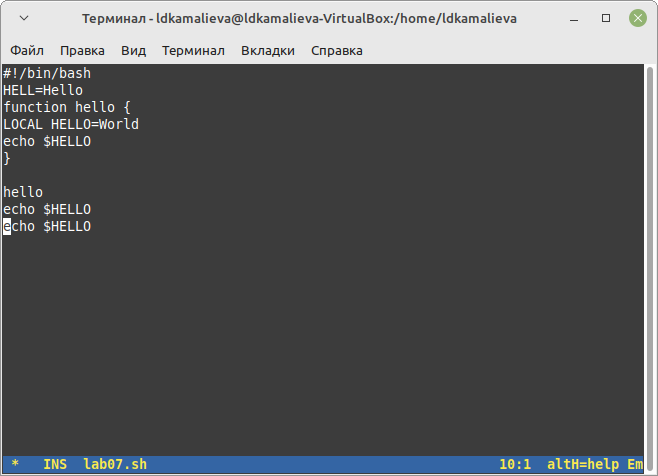 Терминал - ldkamalieva@ldkamalieva-VirtualBox:/home/ldkamalieva
Файл Правка Вид Терминал Вкладки Справка
#!/bin/bash
HELL=Hello
function hello {
LOCAL HELLO=World
echo $HELLO
}
hello
echo $HELLO
echo $HELLO
* INS lab07.sh 10:1 altH=help Em